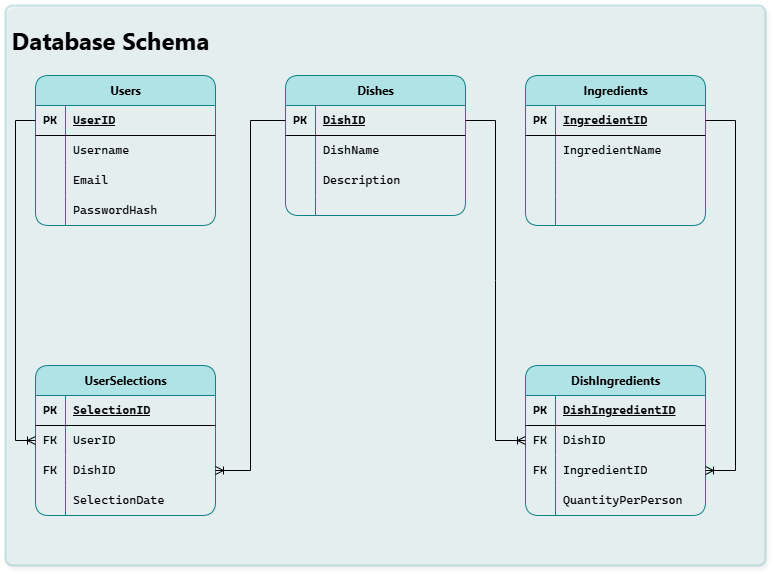 Database Schema
Users
PK UserID
Username
Email
PasswordHash
Dishes
PK DishID
DishName
Description
Ingredients
PK IngredientID
IngredientName
UserSelections
PK SelectionID
FK UserID
FK DishID
SelectionDate
DishIngredients
PK DishIngredientID
FK DishID
FK IngredientID
QuantityPerPerson